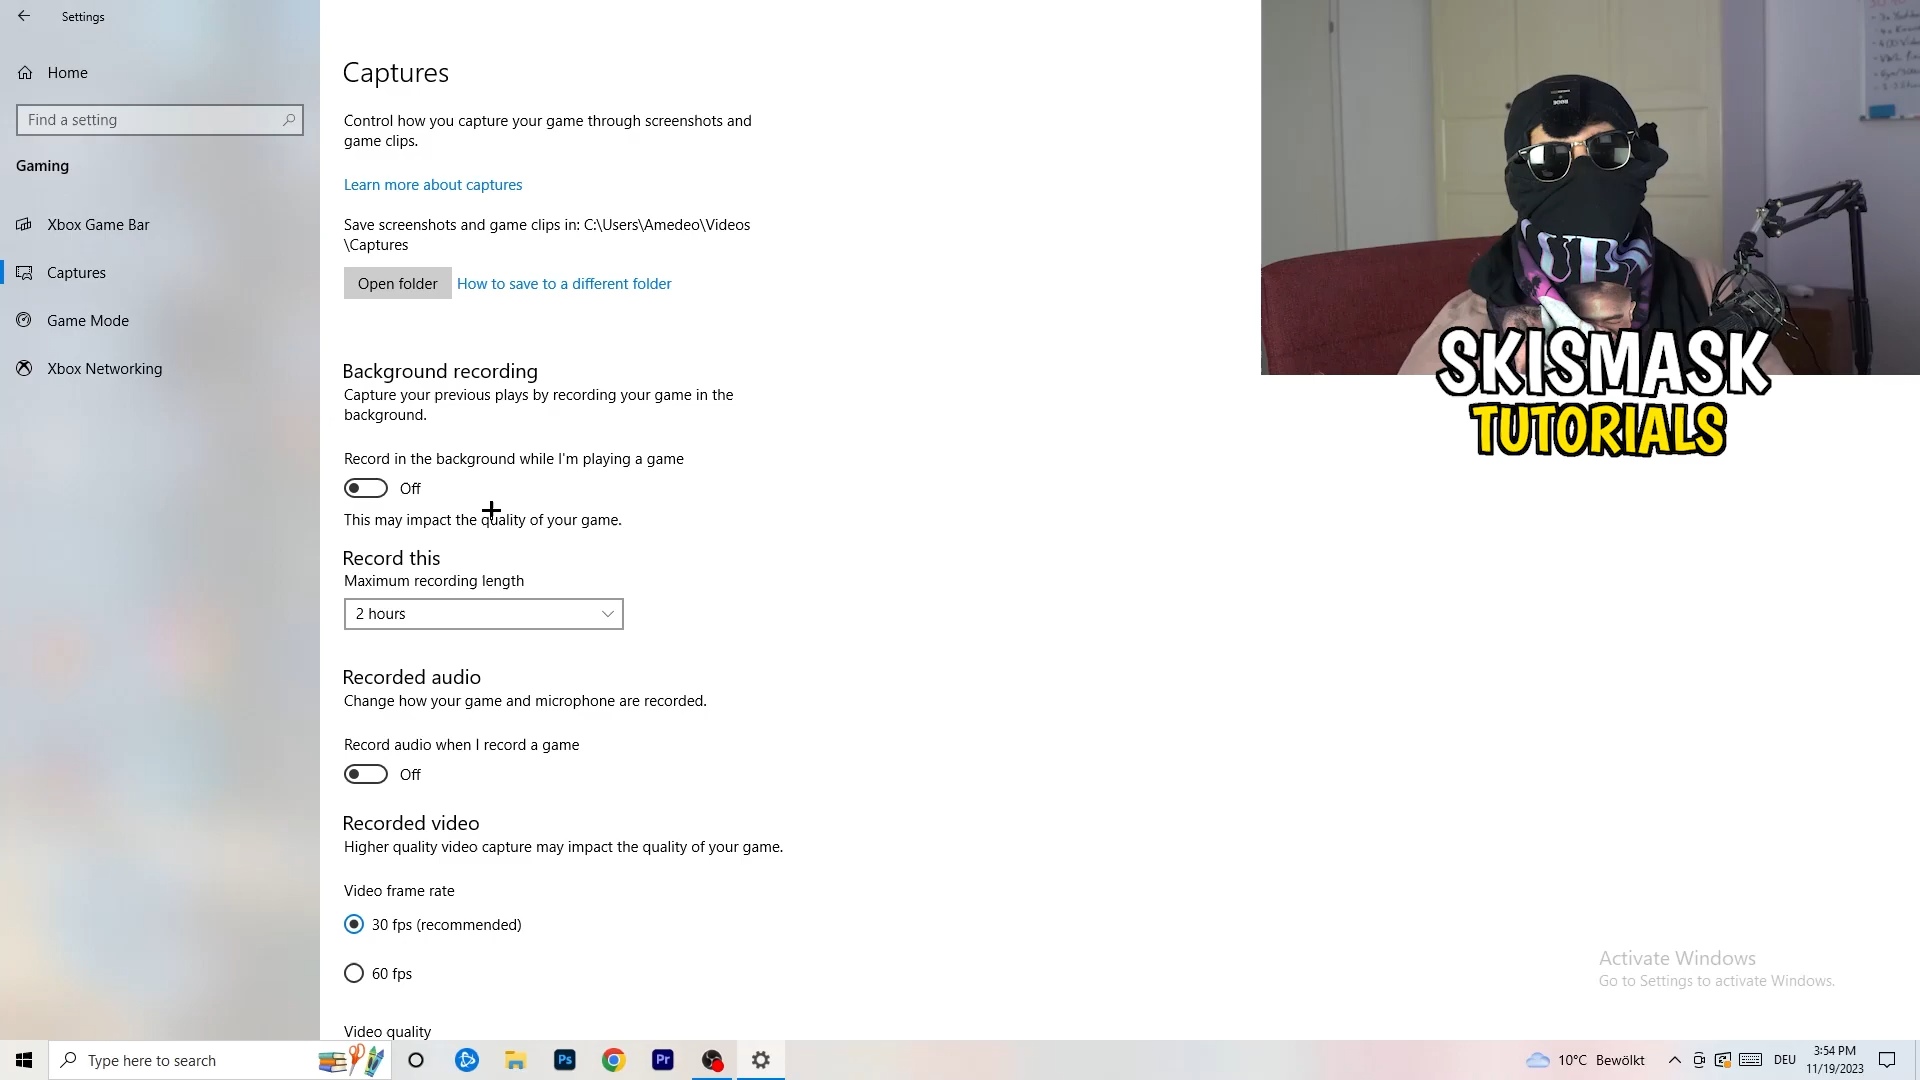 Settings
Home
Find a setting
Gaming
Xbox Game Bar
Captures
Game Mode
Xbox Networking
Captures
Control how you capture your game through screenshots and
game clips.
Learn more about captures
Save screenshots and game clips in: C:\Users\Amedeo\Videos
\Captures
Open folder
How to save to a different folder
Background recording
Capture your previous plays by recording your game in the
background.
Record in the background while I'm playing a game
Off
This may impact the quality of your game.
Record this
Maximum recording length
2 hours
Recorded audio
Change how your game and microphone are recorded.
Record audio when I record a game
Off
Recorded video
Higher quality video capture may impact the quality of your game.
Video frame rate
30 fps (recommended)
60 fps
Video quality
SKISMASK
TUTORIALS
Activate Windows
Go to Settings to activate Windows.
Type here to search
Ps
Pr
10°C Bewölkt
DEU
3:54 PM
11/19/2023